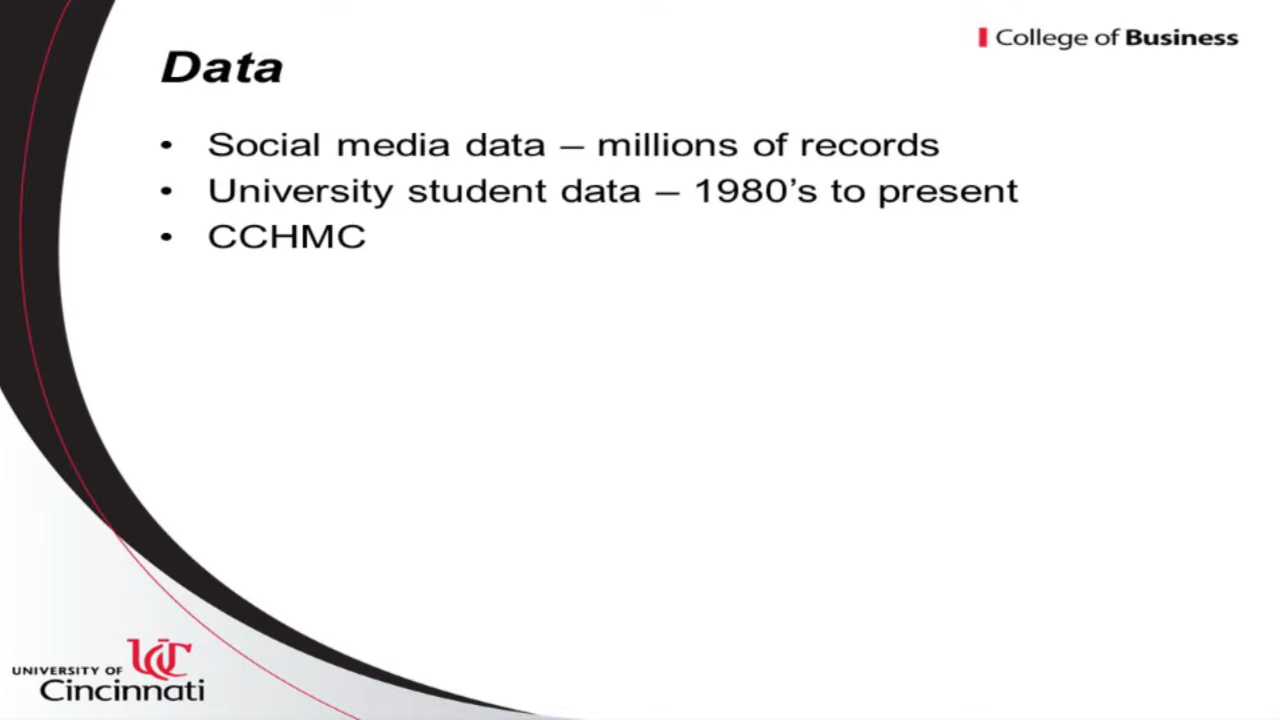 College of Business
Data
• Social media data – millions of records
• University student data – 1980’s to present
• CCHMC
UC
UNIVERSITY OF
Cincinnati